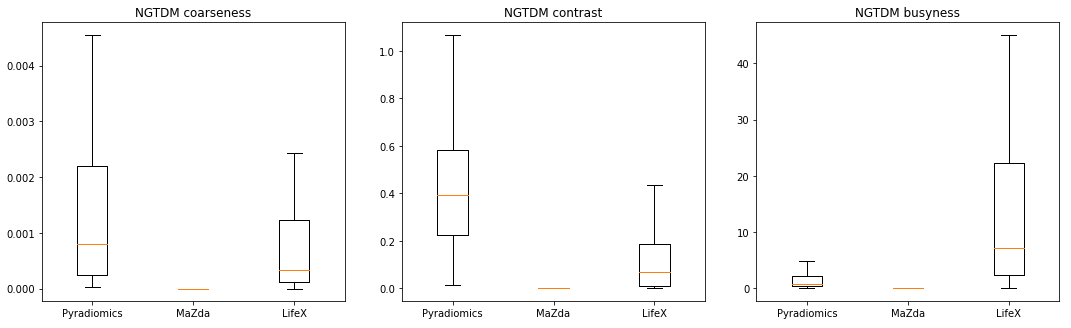 NGTDM coarseness
0.004
0.003
0.002
0.001
0.000
Pyradiomics MaZda LifeX
NGTDM contrast
1.0
0.8
0.6
0.4
0.2
0.0
Pyradiomics MaZda LifeX
NGTDM busyness
40
30
20
10
0
Pyradiomics MaZda LifeX